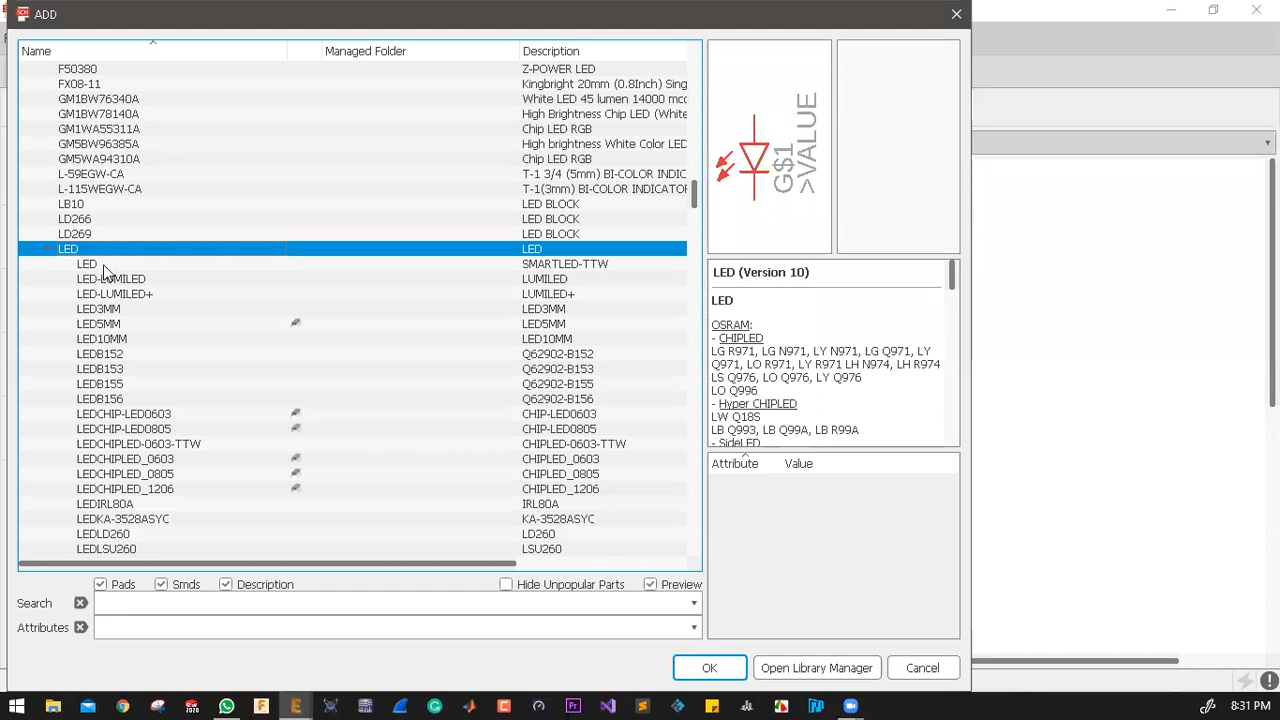 SCH ADD
Name Managed Folder Description
F50380 Z-POWER LED
FX08-11 Kingbright 20mm (0.8Inch) Sing
GM1BW76340A White LED 45 lumen 14000 mcc
GM1BW78140A High Brightness Chip LED (White
GM1WA55311A Chip LED RGB
GM5BW96385A High brightness White Color LED
GM5WA94310A Chip LED RGB
L-59EGW-CA T-1 3/4 (5mm) BI-COLOR INDIC
L-115WEGW-CA T-1(3mm) BI-COLOR INDICATOR
LB10 LED BLOCK
LD266 LED BLOCK
LD269 LED BLOCK
LED LED
LED SMARTLED-TTW
LED-LUMILED LUMILED
LED-LUMILED+ LUMILED+
LED3MM LED3MM
LED5MM LED5MM
LED10MM LED10MM
LEDB152 Q62902-B152
LEDB153 Q62902-B153
LEDB155 Q62902-B155
LEDB156 Q62902-B156
LEDCHIP-LED0603 CHIP-LED0603
LEDCHIP-LED0805 CHIP-LED0805
LEDCHIPLED-0603-TTW CHIPLED-0603-TTW
LEDCHIPLED_0603 CHIPLED_0603
LEDCHIPLED_0805 CHIPLED_0805
LEDCHIPLED_1206 CHIPLED_1206
LEDIRL80A IRL80A
LEDKA-3528ASYC KA-3528ASYC
LEDLD260 LD260
LEDLSU260 LSU260
G$1
>VALUE
LED (Version 10)
LED
OSRAM:
- CHIPLED
LG R971, LG N971, LY N971, LG Q971, LY
Q971, LO R971, LY R971 LH N974, LH R974
LS Q976, LO Q976, LY Q976
LO Q996
- Hyper CHIPLED
LW Q18S
LB Q993, LB Q99A, LB R99A
- SideLED
Attribute Value
Pads Smds Description Hide Unpopular Parts Preview
Search
Attributes
OK Open Library Manager Cancel
8:31 PM